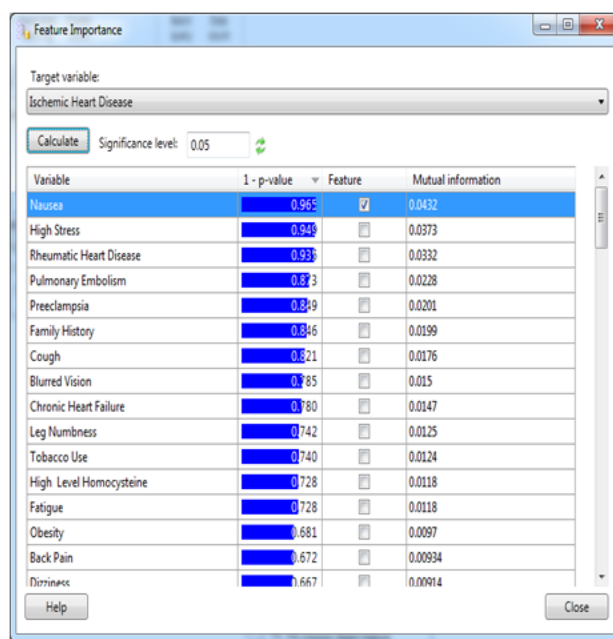 Feature Importance
Target variable:
Ischemic Heart Disease
Calculate Significance level: 0.05
Variable 1 - p-value Feature Mutual information
Nausea 0.965 0.0432
High Stress 0.949 0.0373
Rheumatic Heart Disease 0.935 0.0332
Pulmonary Embolism 0.873 0.0228
Preeclampsia 0.849 0.0201
Family History 0.846 0.0199
Cough 0.821 0.0176
Blurred Vision 0.785 0.015
Chronic Heart Failure 0.780 0.0147
Leg Numbness 0.742 0.0125
Tobacco Use 0.740 0.0124
High Level Homocysteine 0.728 0.0118
Fatigue 0.728 0.0118
Obesity 0.681 0.0097
Back Pain 0.672 0.00934
Dizziness 0.667 0.00914
Help Close